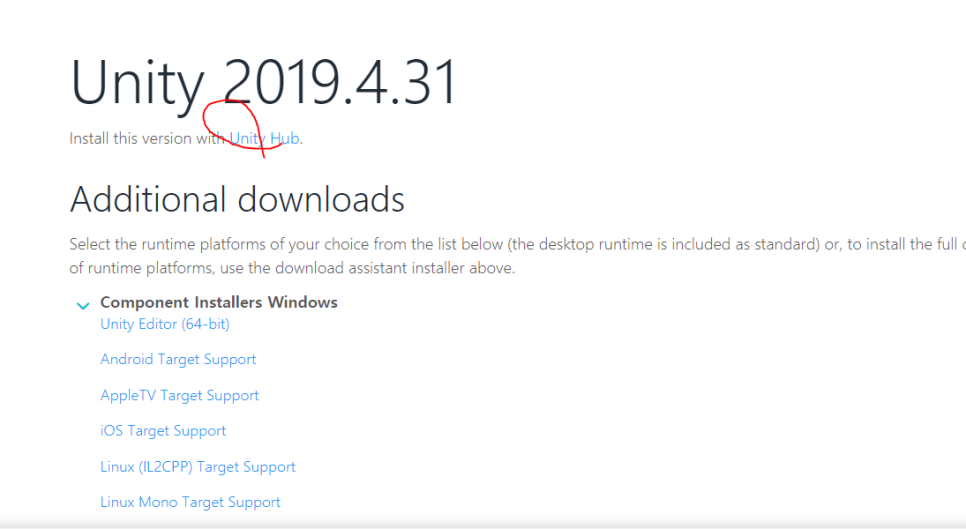 Unity 2019.4.31
Install this version with Unity Hub.
Additional downloads
Select the runtime platforms of your choice from the list below (the desktop runtime is included as standard) or, to install the full
of runtime platforms, use the download assistant installer above.
Component Installers Windows
Unity Editor (64-bit)
Android Target Support
AppleTV Target Support
iOS Target Support
Linux (IL2CPP) Target Support
Linux Mono Target Support